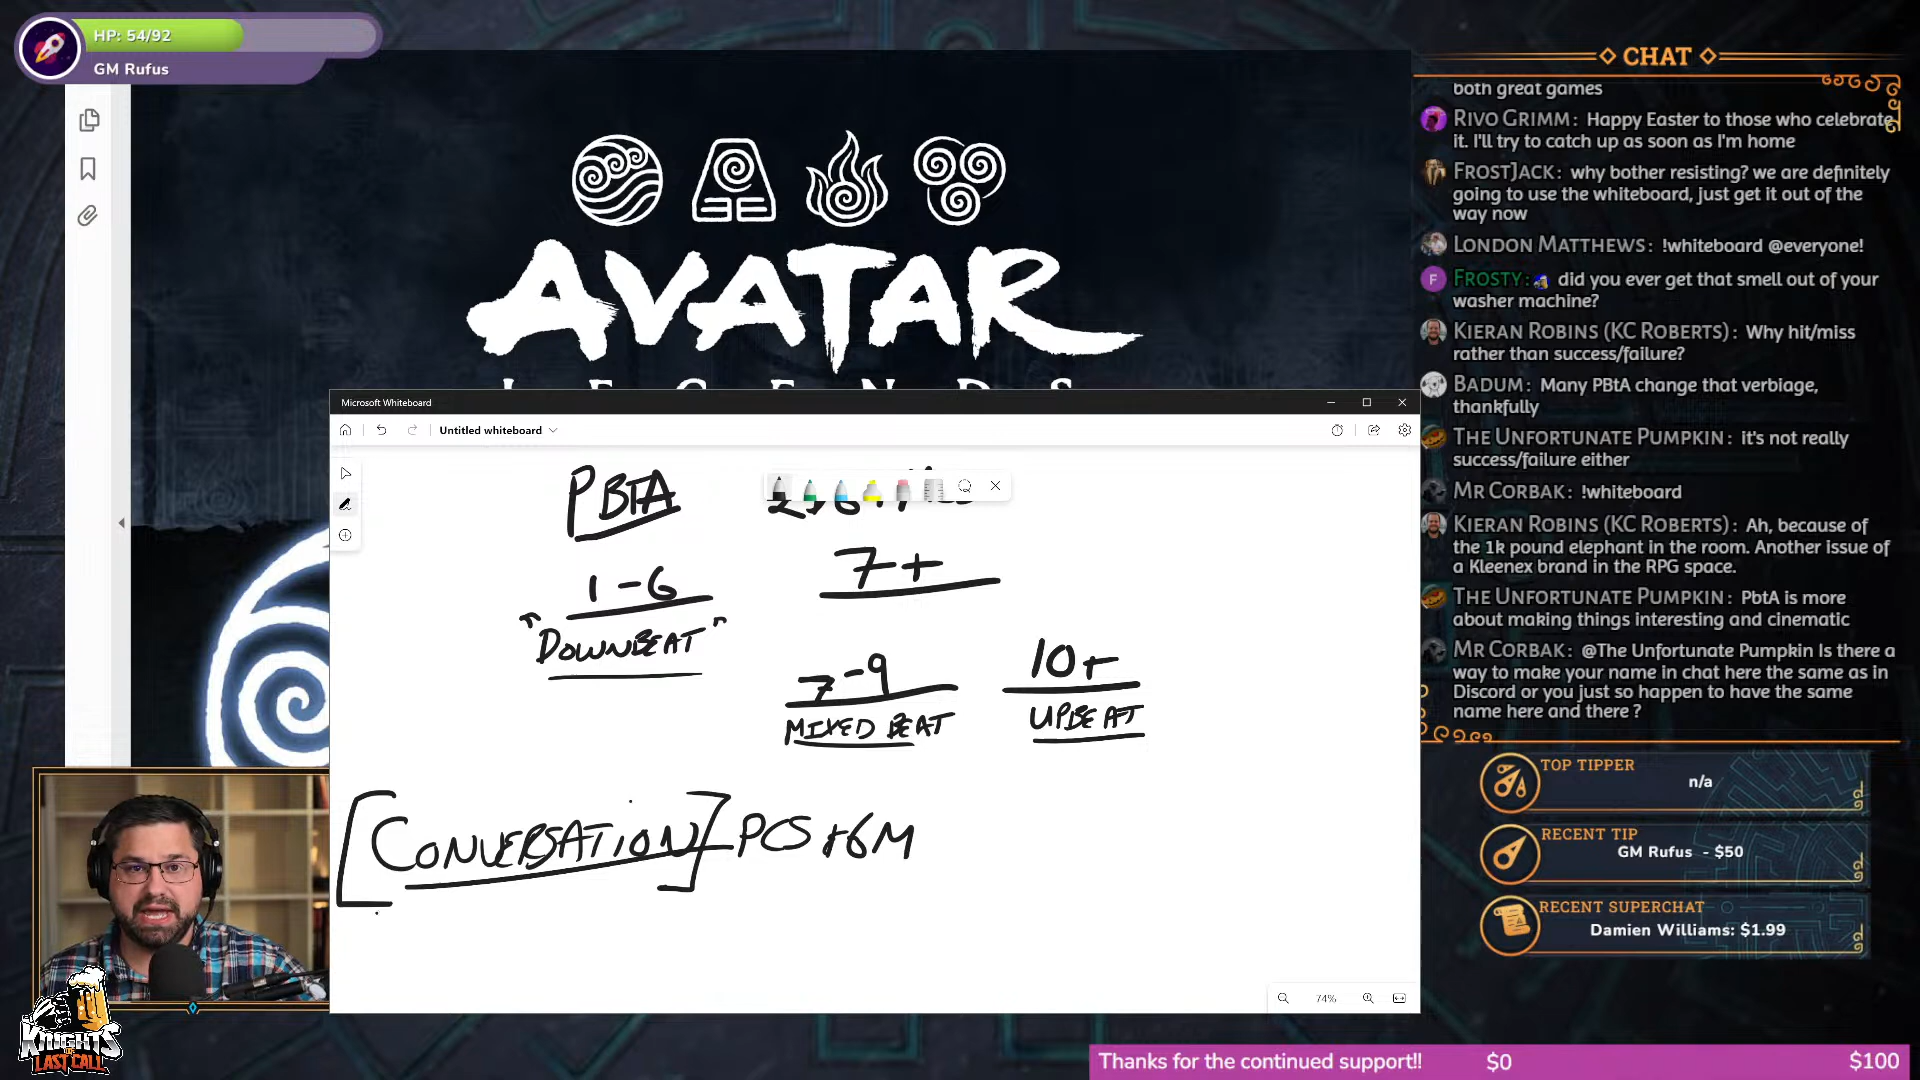 HP: 54/92
GM Rufus
AVATAR
LEGENDS
Microsoft Whiteboard
Untitled whiteboard
PBTA
7+
1-6
"DOWNBEAT"
7-9
MIXED BEAT
10+
UPBEAT
[CONVERSATION]-PCS+GM
74%
KNIGHTS
OF
LAST CALL
CHAT
both great games
RIVO GRIMM: Happy Easter to those who celebrate
it. I'll try to catch up as soon as I'm home
FROSTJACK: why bother resisting? we are definitely
going to use the whiteboard, just get it out of the
way now
LONDON MATTHEWS: !whiteboard @everyone!
F FROSTY: did you ever get that smell out of your
washer machine?
KIERAN ROBINS (KC ROBERTS): Why hit/miss
rather than success/failure?
BADUM: Many PBtA change that verbiage,
thankfully
THE UNFORTUNATE PUMPKIN: it's not really
success/failure either
MR CORBAK: !whiteboard
KIERAN ROBINS (KC ROBERTS): Ah, because of
the 1k pound elephant in the room. Another issue of
a Kleenex brand in the RPG space.
THE UNFORTUNATE PUMPKIN: PbtA is more
about making things interesting and cinematic
MR CORBAK: @The Unfortunate Pumpkin Is there a
way to make your name in chat here the same as in
Discord or you just so happen to have the same
name here and there ?
TOP TIPPER
n/a
RECENT TIP
GM Rufus - $50
RECENT SUPERCHAT
Damien Williams: $1.99
Thanks for the continued support!! $0 $100